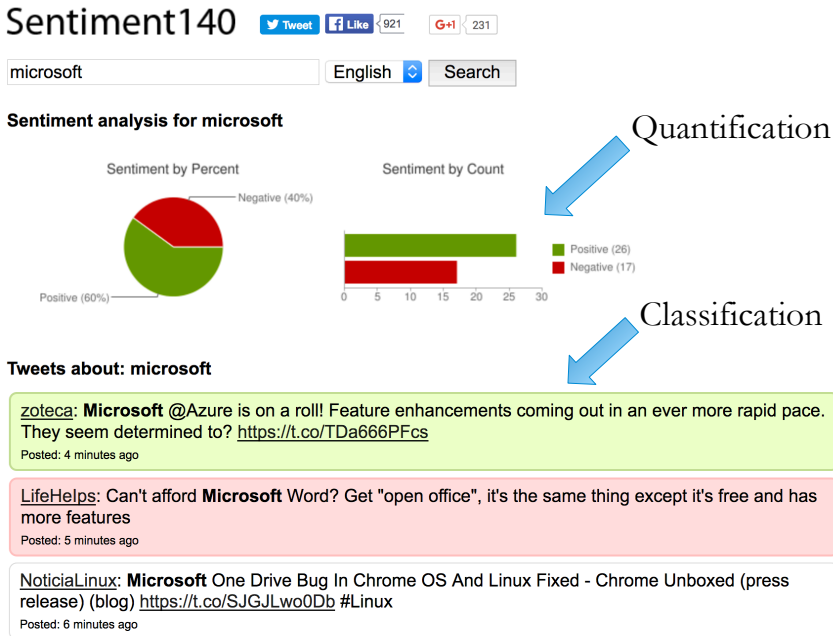 Sentiment140 Tweet Like 921 G+1 231
microsoft English Search
Sentiment analysis for microsoft
Quantification
Sentiment by Percent
Negative (40%)
Positive (60%)
Sentiment by Count
Positive (26)
Negative (17)
0 5 10 15 20 25 30
Classification
Tweets about: microsoft
zoteca: Microsoft @Azure is on a roll! Feature enhancements coming out in an ever more rapid pace.
They seem determined to? https://t.co/TDa666PFcs
Posted: 4 minutes ago
LifeHelps: Can't afford Microsoft Word? Get "open office", it's the same thing except it's free and has
more features
Posted: 5 minutes ago
NoticiaLinux: Microsoft One Drive Bug In Chrome OS And Linux Fixed - Chrome Unboxed (press
release) (blog) https://t.co/SJGJLwo0Db #Linux
Posted: 6 minutes ago